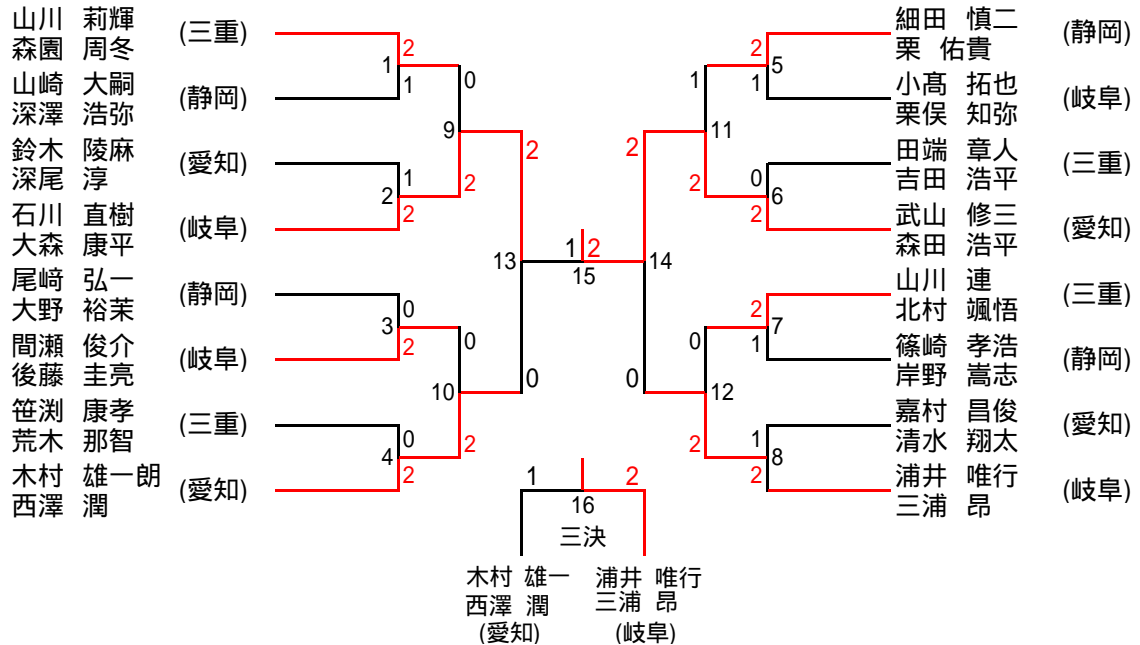 山川 莉輝
森園 周冬
(三重)
山崎 大嗣
深澤 浩弥
(静岡)
鈴木 陵麻
深尾 淳
(愛知)
石川 直樹
大森 康平
(岐阜)
尾﨑 弘一
大野 裕茉
(静岡)
間瀬 俊介
後藤 圭亮
(岐阜)
笹渕 康孝
荒木 那智
(三重)
木村 雄一朗
西澤 潤
(愛知)
2
1
1
1
2
2
0
3
2
0
4
2
0
9
2
0
10
2
2
13
0
1
2
15
2
14
0
1
11
2
0
12
2
2
5
1
0
6
2
2
7
1
1
8
2
細田 慎二
栗 佑貴
(静岡)
小髙 拓也
栗俣 知弥
(岐阜)
田端 章人
吉田 浩平
(三重)
武山 修三
森田 浩平
(愛知)
山川 連
北村 颯悟
(三重)
篠崎 孝浩
岸野 嵩志
(静岡)
嘉村 昌俊
清水 翔太
(愛知)
浦井 唯行
三浦 昂
(岐阜)
1
2
16
三決
木村 雄一
西澤 潤
(愛知)
浦井 唯行
三浦 昂
(岐阜)